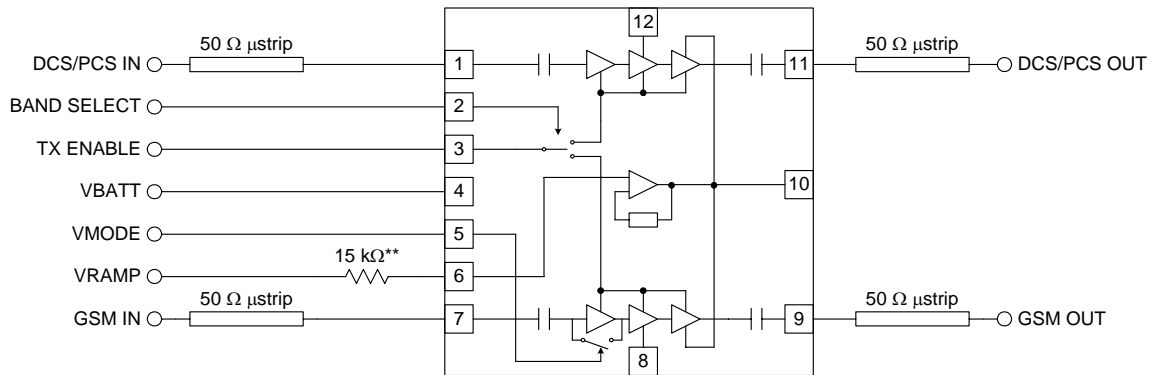 12
50 Ω µstrip
50 Ω µstrip
DCS/PCS IN
1
11
DCS/PCS OUT
BAND SELECT
2
TX ENABLE
3
VBATT
4
10
VMODE
5
15 kΩ**
VRAMP
6
50 Ω µstrip
50 Ω µstrip
GSM IN
7
9
GSM OUT
8